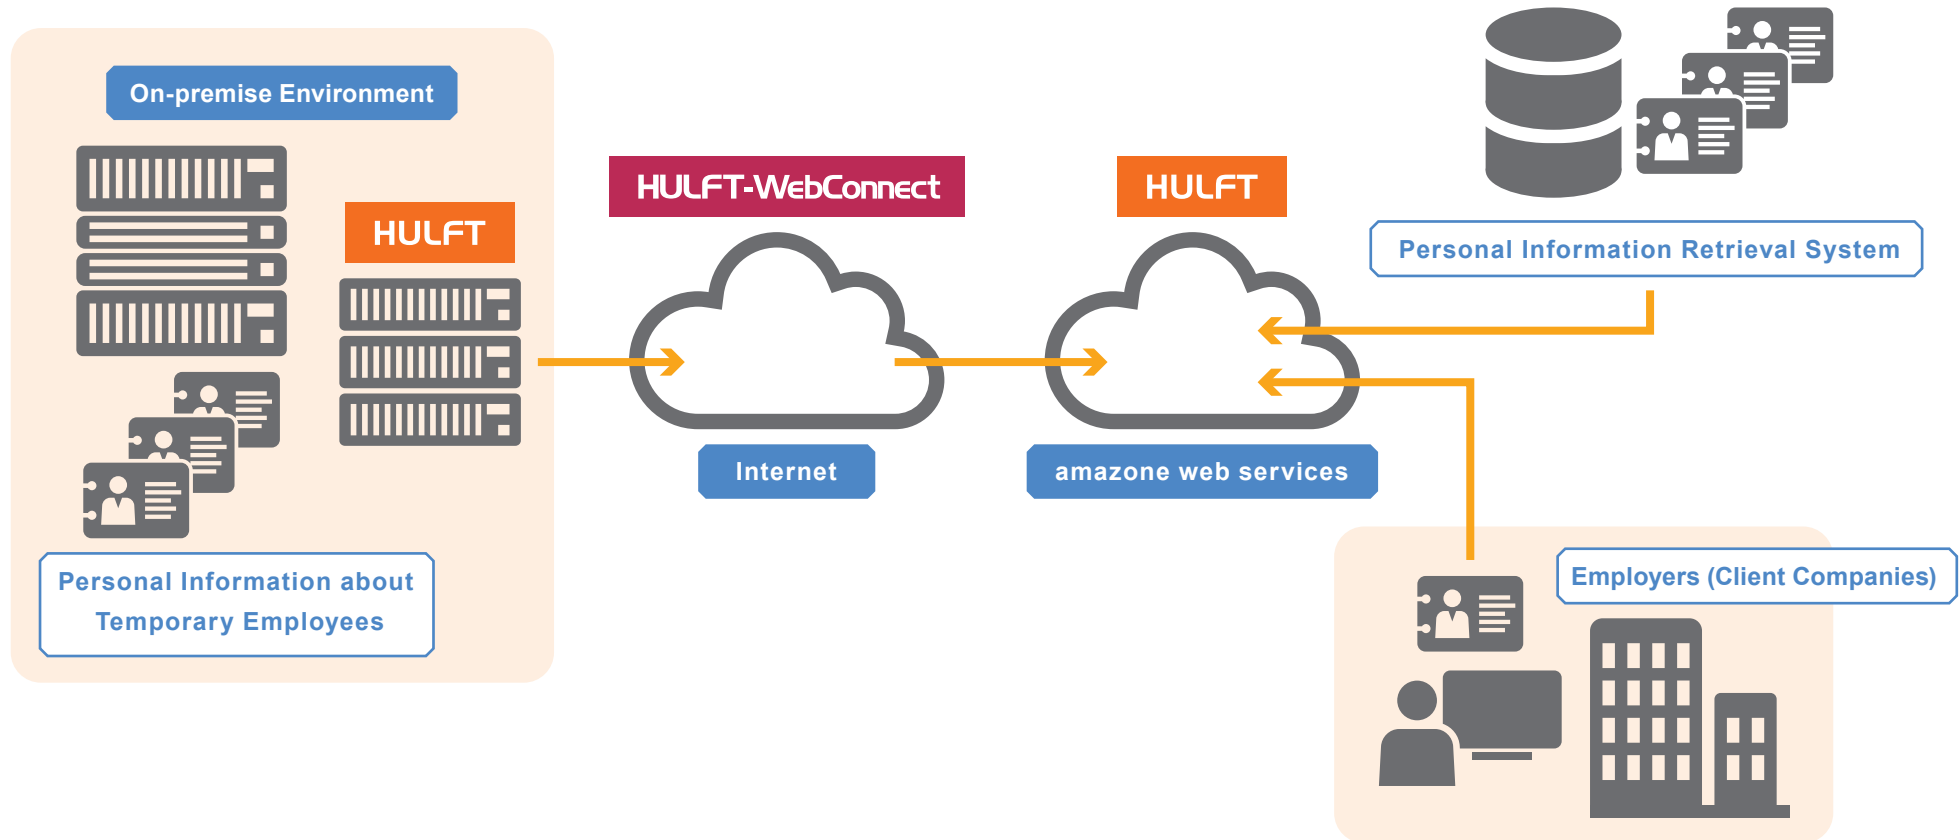 On-premise Environment
HULFT
Personal Information about
Temporary Employees
HULFT-WebConnect
Internet
HULFT
amazone web services
Personal Information Retrieval System
Employers (Client Companies)